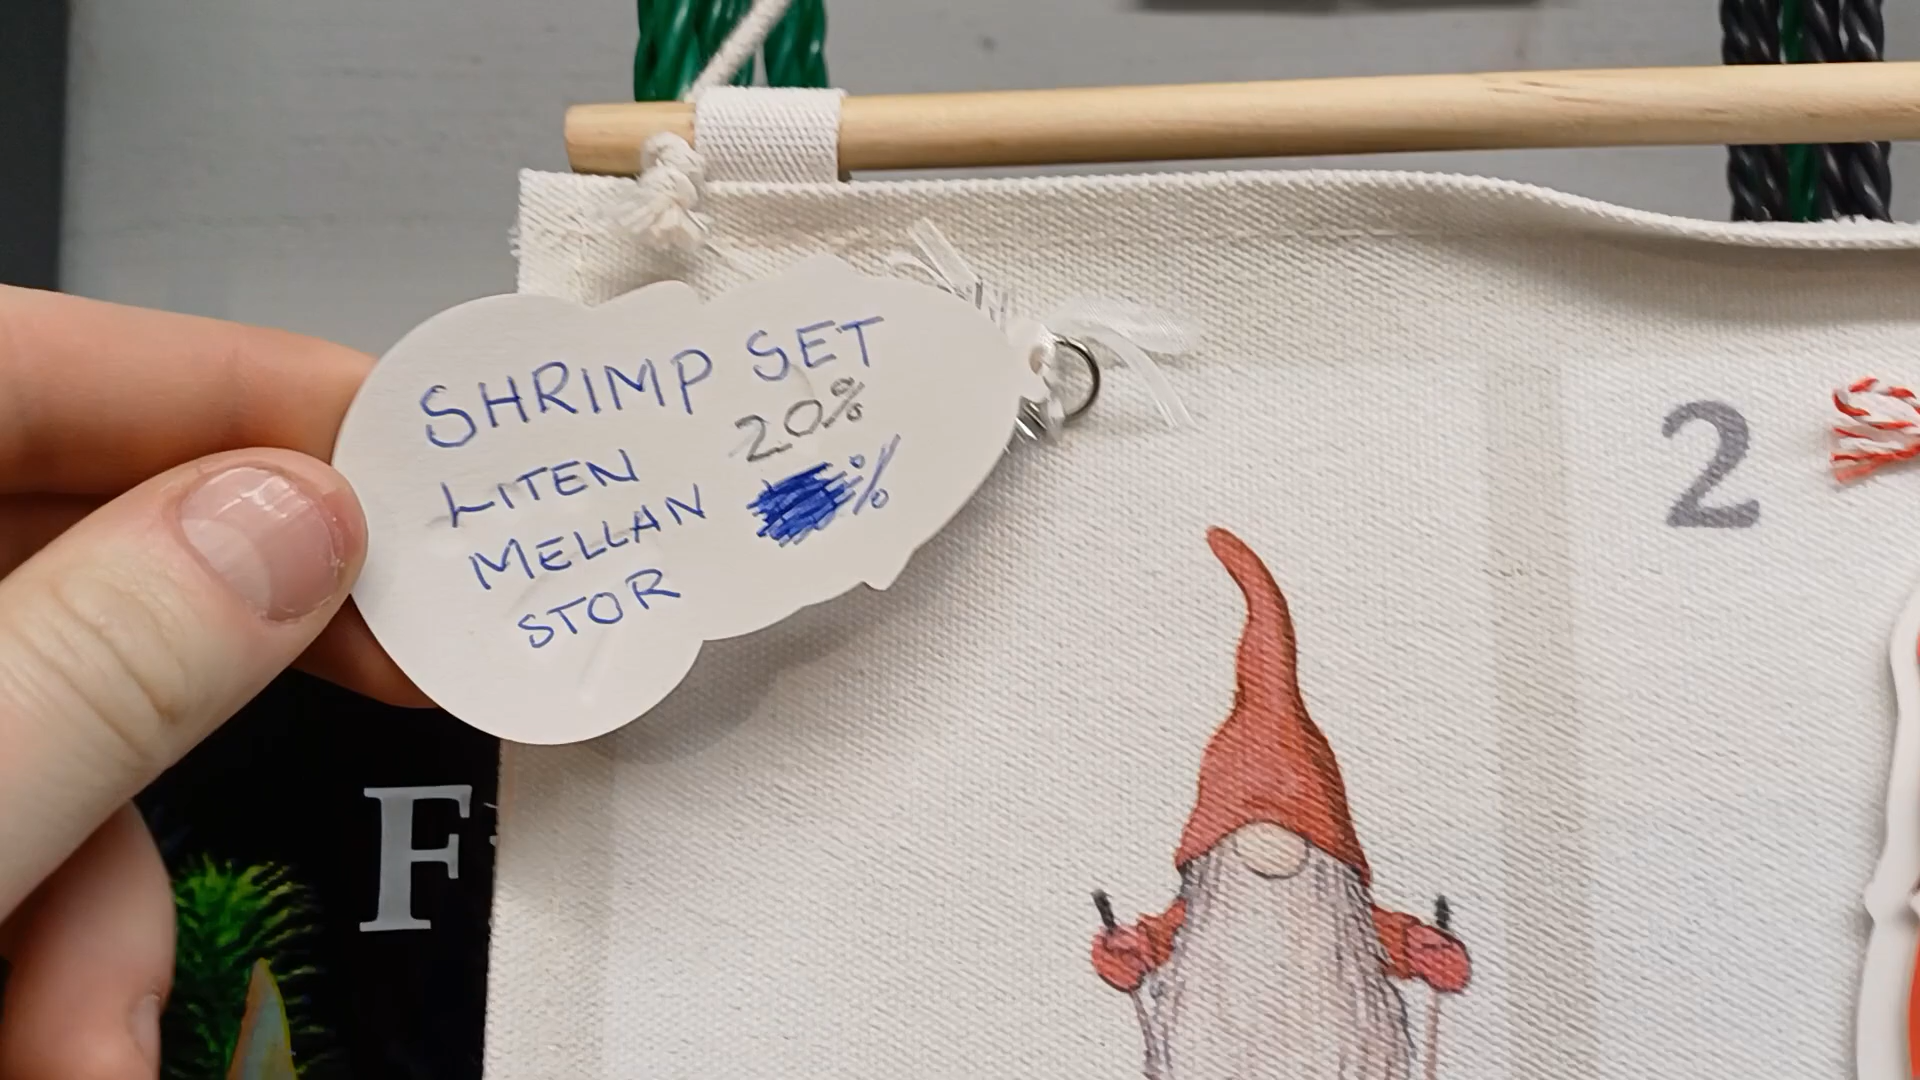 SHRIMP SET
20%
LITEN
MELLAN %
STOR
2
F